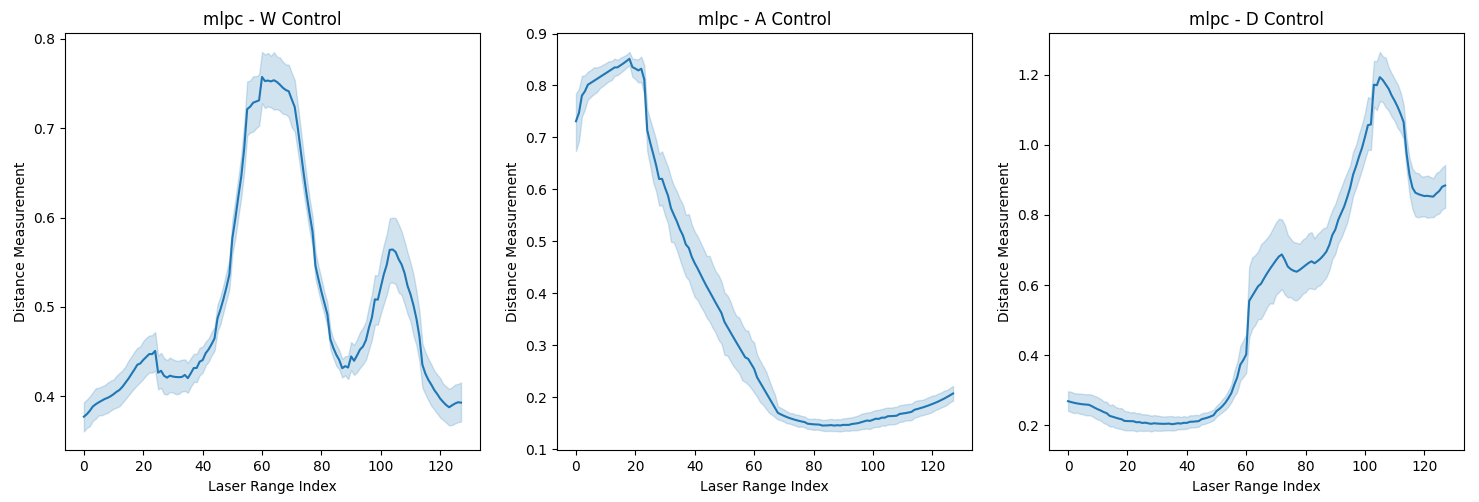 mlpc - W Control
Distance Measurement
0.8
0.7
0.6
0.5
0.4
0 20 40 60 80 100 120
Laser Range Index
mlpc - A Control
Distance Measurement
0.9
0.8
0.7
0.6
0.5
0.4
0.3
0.2
0.1
0 20 40 60 80 100 120
Laser Range Index
mlpc - D Control
Distance Measurement
1.2
1.0
0.8
0.6
0.4
0.2
0 20 40 60 80 100 120
Laser Range Index